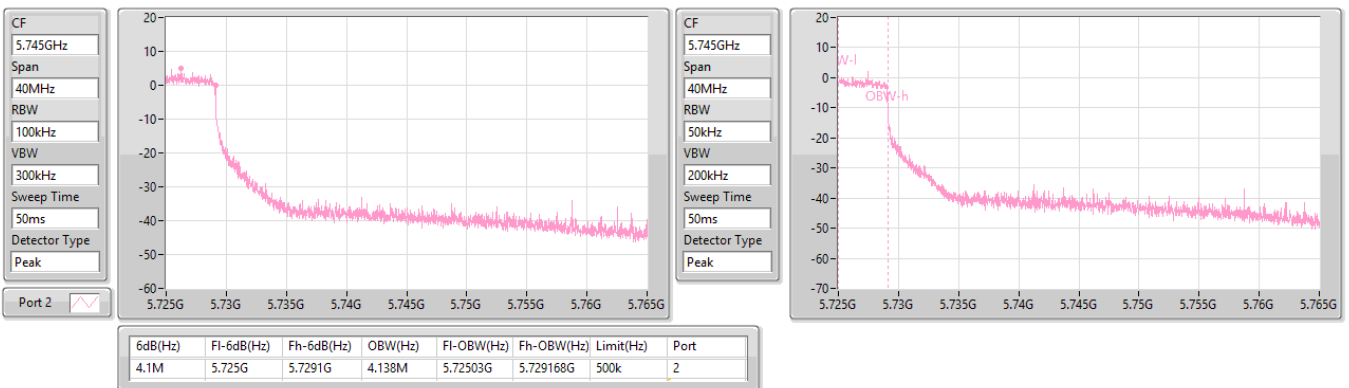 CF
5.745GHz
Span
40MHz
RBW
100kHz
VBW
300kHz
Sweep Time
50ms
Detector Type
Peak
Port 2
20
10
0
-10
-20
-30
-40
-50
-60
5.725G 5.73G 5.735G 5.74G 5.745G 5.75G 5.755G 5.76G 5.765G
CF
5.745GHz
Span
40MHz
RBW
50kHz
VBW
200kHz
Sweep Time
50ms
Detector Type
Peak
20
10
0
-10
-20
-30
-40
-50
-60
-70
W-l
OBW-h
5.725G 5.73G 5.735G 5.74G 5.745G 5.75G 5.755G 5.76G 5.765G
6dB(Hz) Fl-6dB(Hz) Fh-6dB(Hz) OBW(Hz) Fl-OBW(Hz) Fh-OBW(Hz) Limit(Hz) Port
4.1M 5.725G 5.7291G 4.138M 5.72503G 5.729168G 500k 2